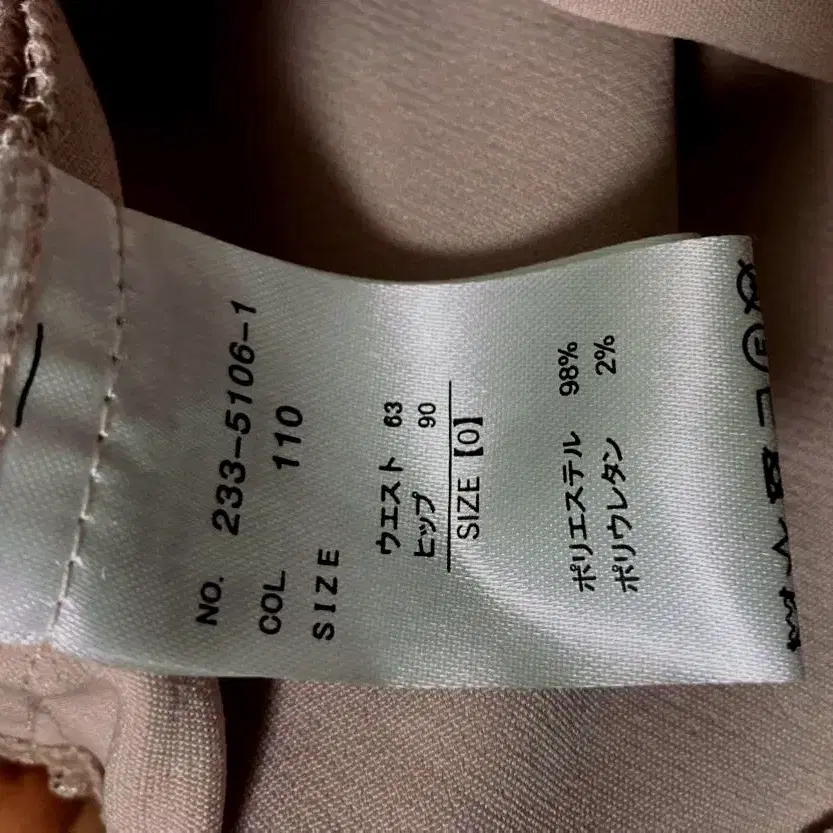 NO. 233-5106-1
COL 110
SIZE
ウエスト 63
ヒップ 90
SIZE【0】
ポリエステル 98%
ポリウレタン 2%